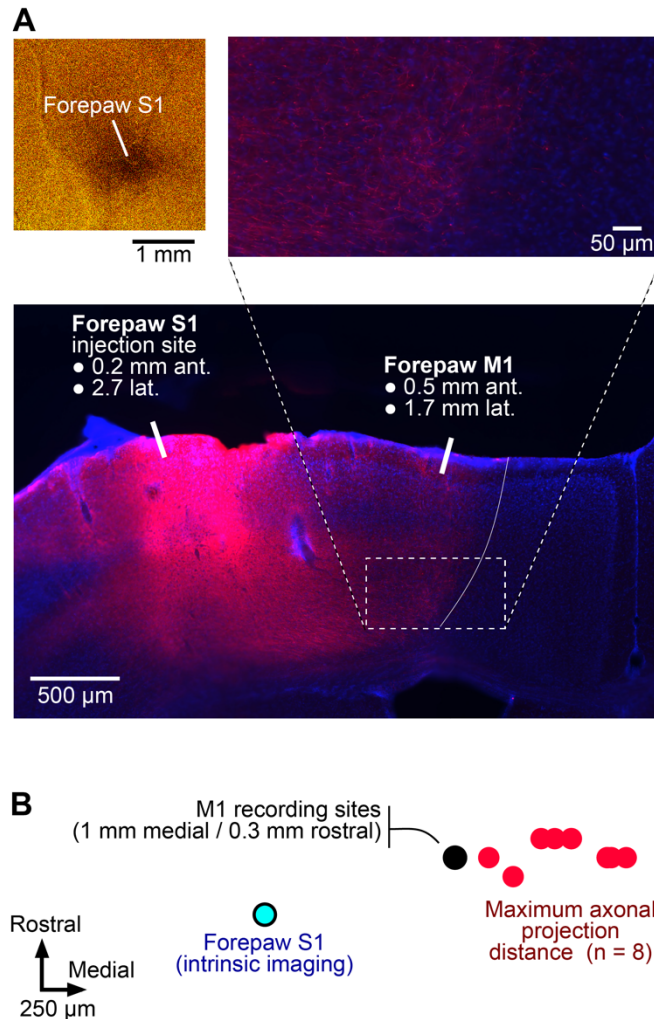 A
Forepaw S1
1 mm
50 µm
Forepaw S1
injection site
● 0.2 mm ant.
● 2.7 lat.
Forepaw M1
● 0.5 mm ant.
● 1.7 mm lat.
500 µm
B
M1 recording sites
(1 mm medial / 0.3 mm rostral)
Rostral
Medial
250 µm
Forepaw S1
(intrinsic imaging)
Maximum axonal
projection
distance (n = 8)